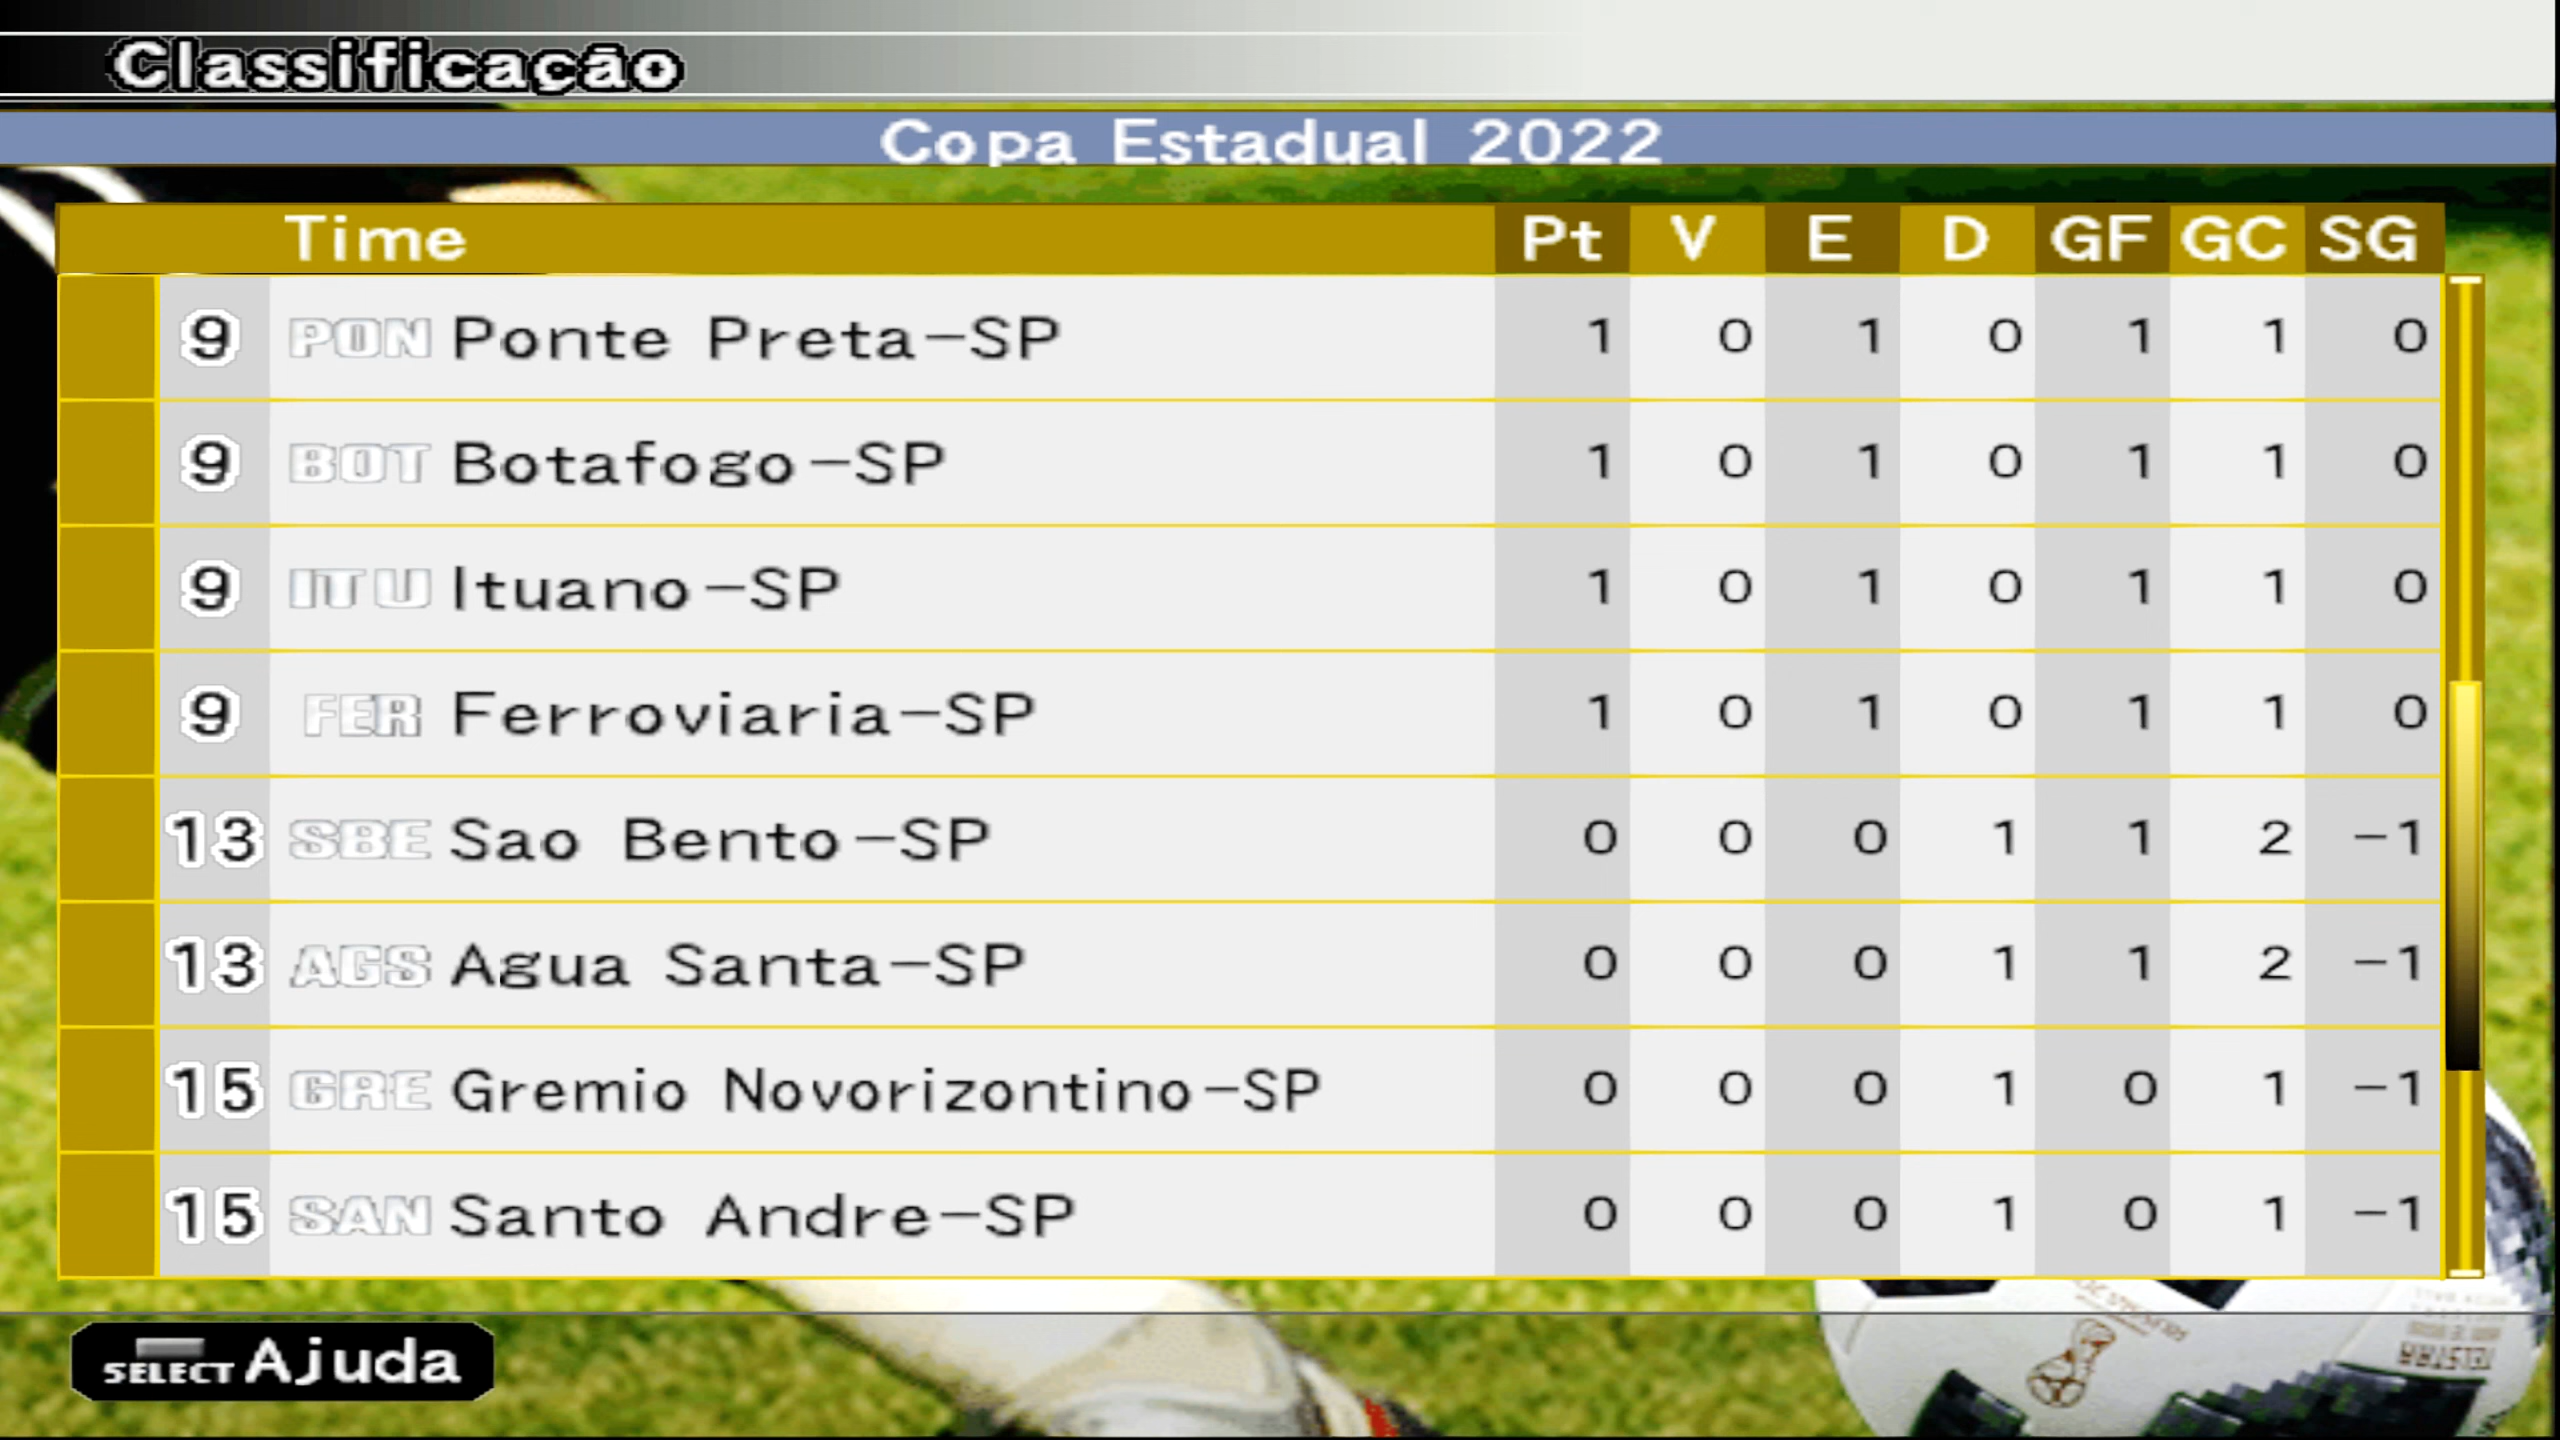 Classificação
Copa Estadual 2022
Time Pt V E D GF GC SG
9 PON Ponte Preta-SP 1 0 1 0 1 1 0
9 BOT Botafogo-SP 1 0 1 0 1 1 0
9 ITU Ituano-SP 1 0 1 0 1 1 0
9 FER Ferroviaria-SP 1 0 1 0 1 1 0
13 SBE Sao Bento-SP 0 0 0 1 1 2 -1
13 AGS Agua Santa-SP 0 0 0 1 1 2 -1
15 GRE Gremio Novorizontino-SP 0 0 0 1 0 1 -1
15 SAN Santo Andre-SP 0 0 0 1 0 1 -1
SELECT Ajuda
TELSTAR